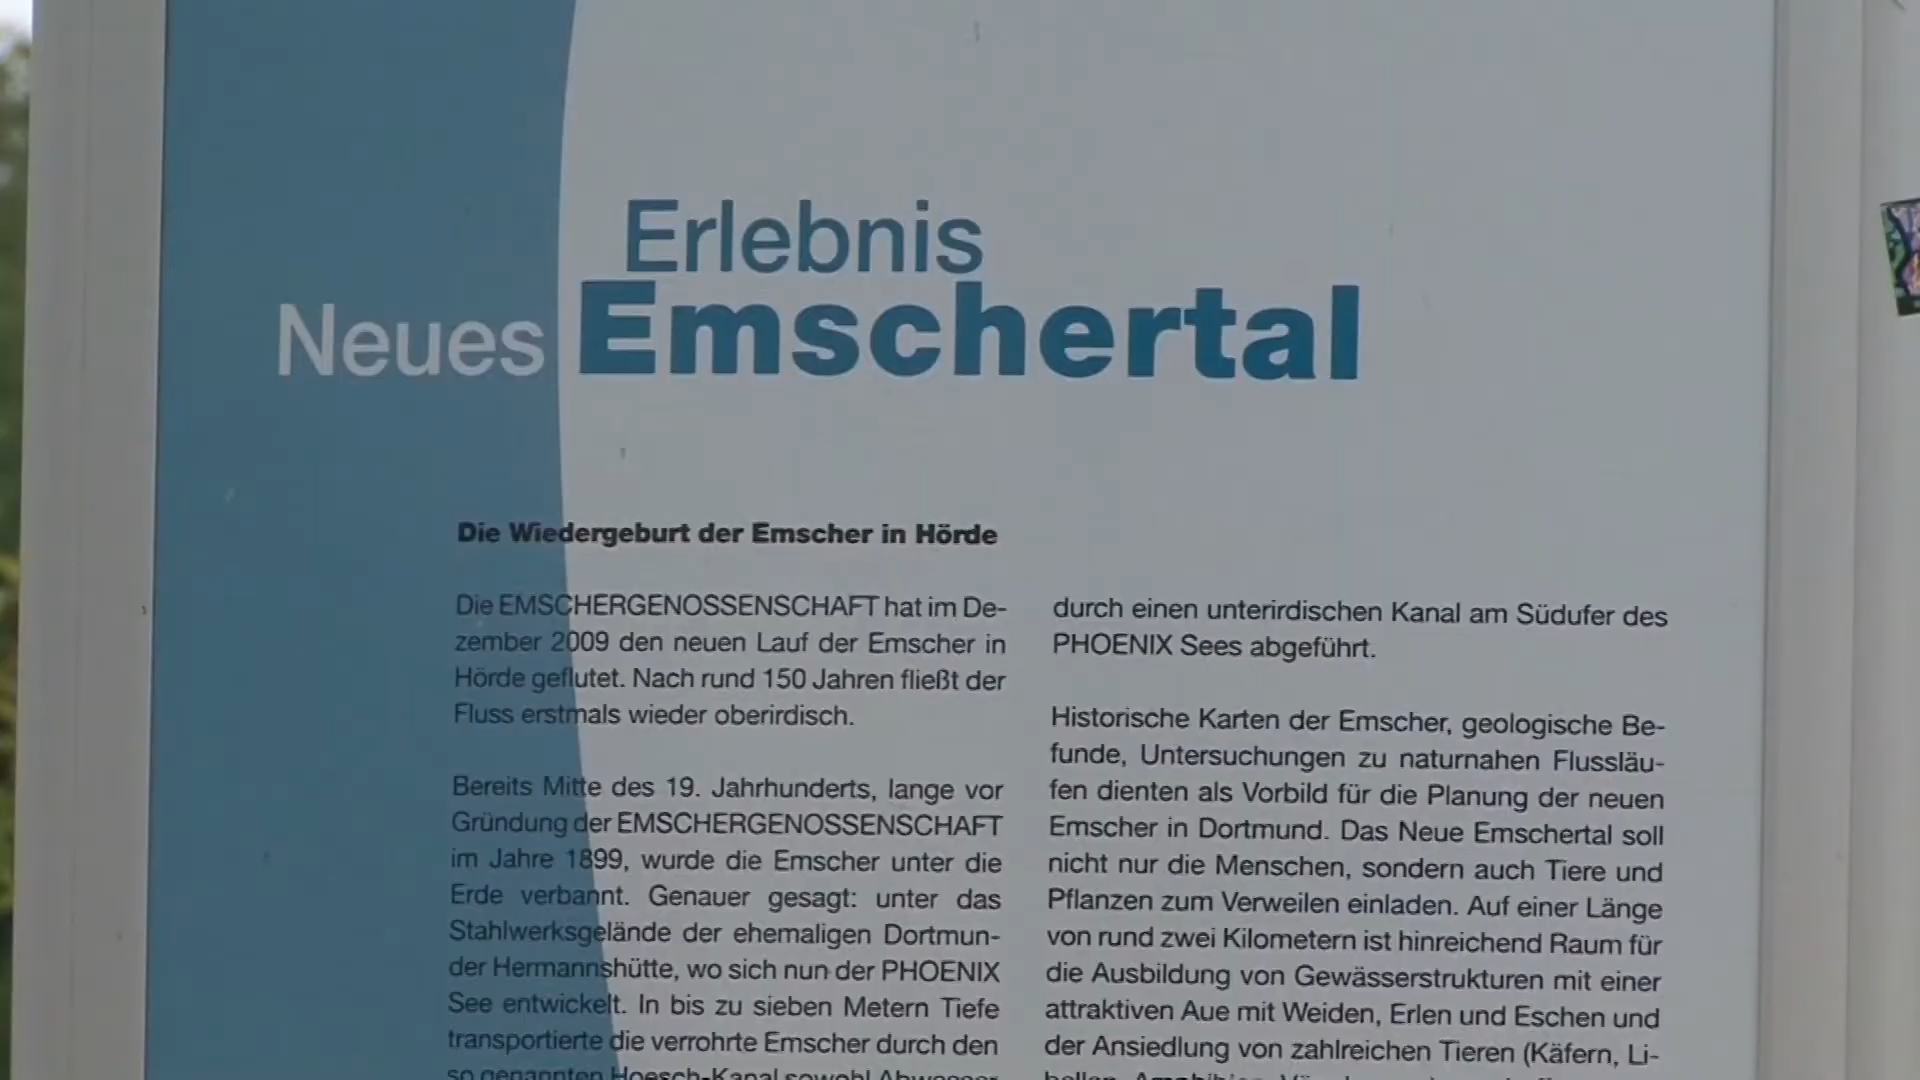 Erlebnis
Neues Emschertal
Die Wiedergeburt der Emscher in Hörde
Die EMSCHERGENOSSENSCHAFT hat im De-
zember 2009 den neuen Lauf der Emscher in
Hörde geflutet. Nach rund 150 Jahren fließt der
Fluss erstmals wieder oberirdisch.
Bereits Mitte des 19. Jahrhunderts, lange vor
Gründung der EMSCHERGENOSSENSCHAFT
im Jahre 1899, wurde die Emscher unter die
Erde verbannt. Genauer gesagt: unter das
Stahlwerksgelände der ehemaligen Dortmun-
der Hermannshütte, wo sich nun der PHOENIX
See entwickelt. In bis zu sieben Metern Tiefe
transportierte die verrohrte Emscher durch den
so genannten Hoesch-Kanal sowohl Abwasser
durch einen unterirdischen Kanal am Südufer des
PHOENIX Sees abgeführt.
Historische Karten der Emscher, geologische Be-
funde, Untersuchungen zu naturnahen Flussläu-
fen dienten als Vorbild für die Planung der neuen
Emscher in Dortmund. Das Neue Emschertal soll
nicht nur die Menschen, sondern auch Tiere und
Pflanzen zum Verweilen einladen. Auf einer Länge
von rund zwei Kilometern ist hinreichend Raum für
die Ausbildung von Gewässerstrukturen mit einer
attraktiven Aue mit Weiden, Erlen und Eschen und
der Ansiedlung von zahlreichen Tieren (Käfern, Li-